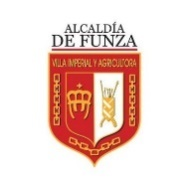 ALCALDÍA
DE FUNZA
VILLA IMPERIAL Y AGRICULTORA